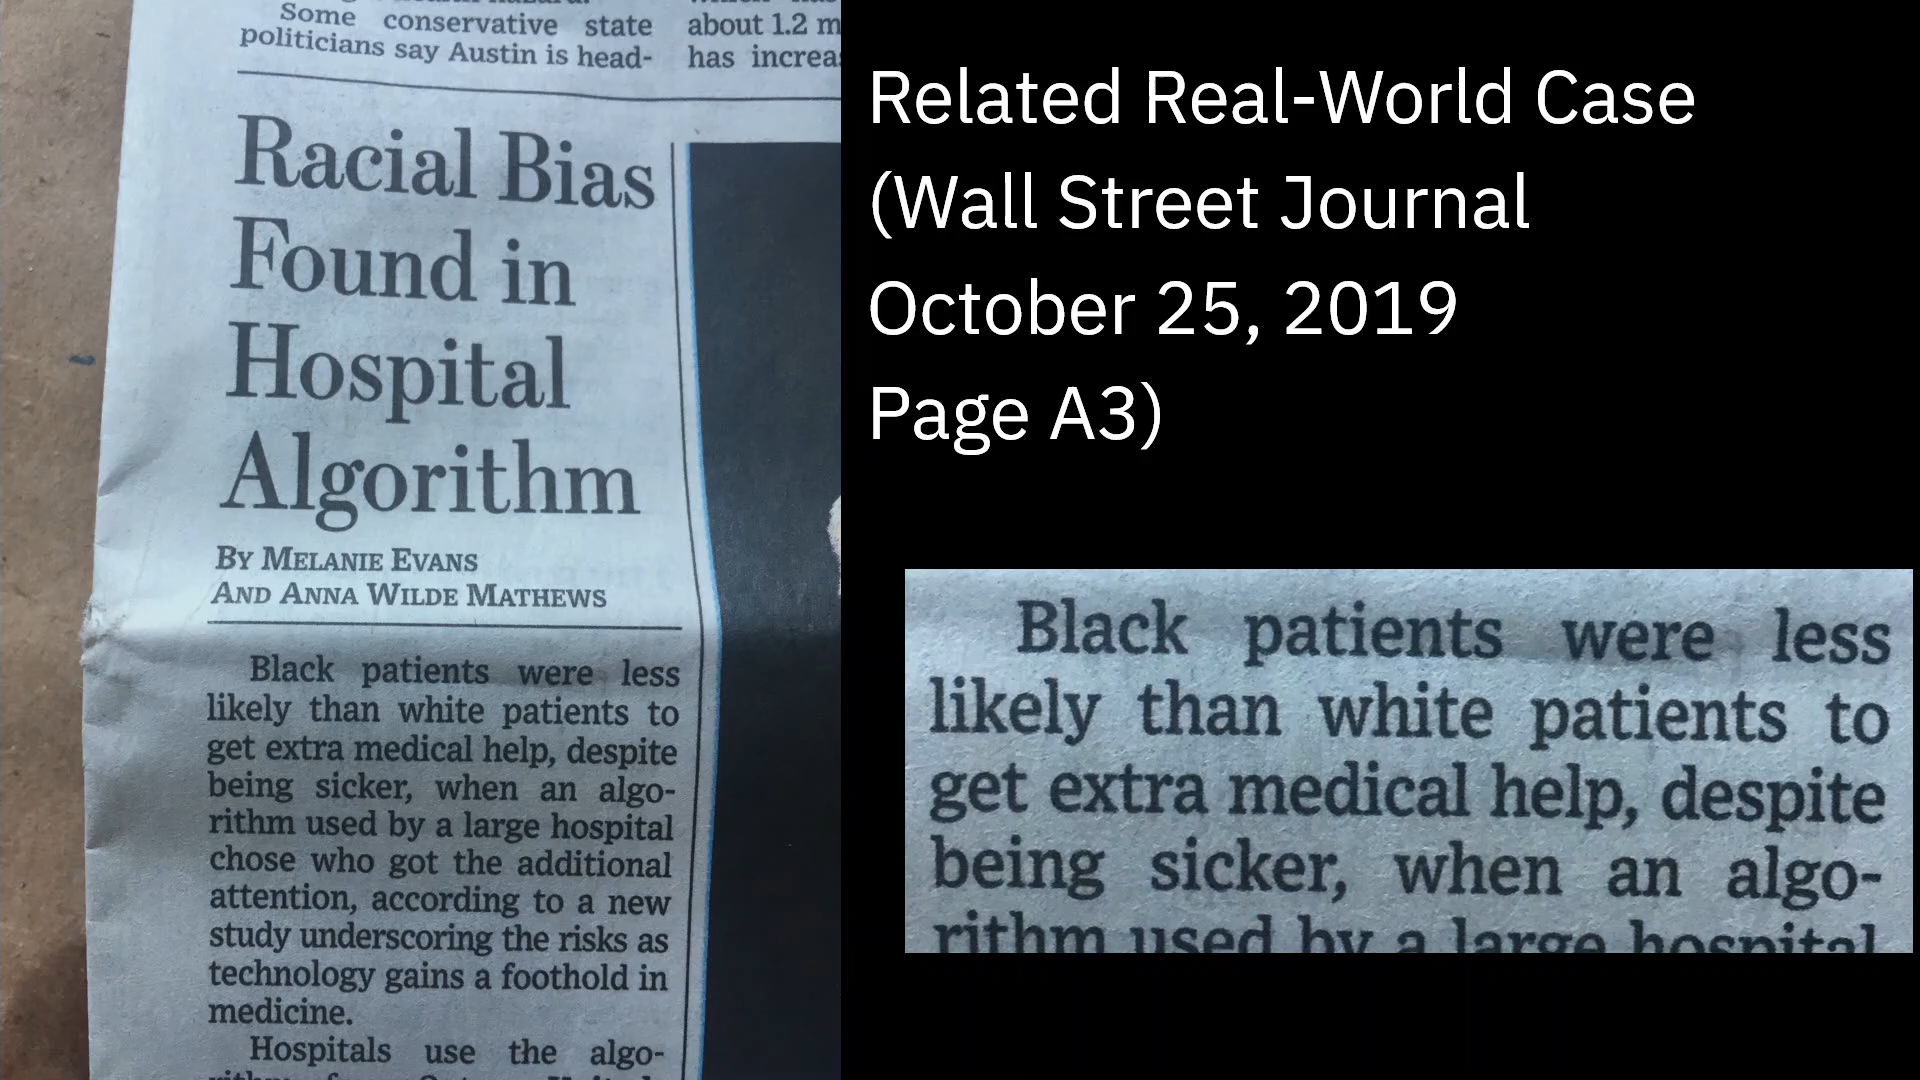 Some conservative state
politicians say Austin is head-
about 1.2 m
has increa
Racial Bias
Found in
Hospital
Algorithm
BY MELANIE EVANS
AND ANNA WILDE MATHEWS
Black patients were less
likely than white patients to
get extra medical help, despite
being sicker, when an algo-
rithm used by a large hospital
chose who got the additional
attention, according to a new
study underscoring the risks as
technology gains a foothold in
medicine.
Hospitals use the algo-
Related Real-World Case
(Wall Street Journal
October 25, 2019
Page A3)
Black patients were less
likely than white patients to
get extra medical help, despite
being sicker, when an algo-
rithm used by a large hospital